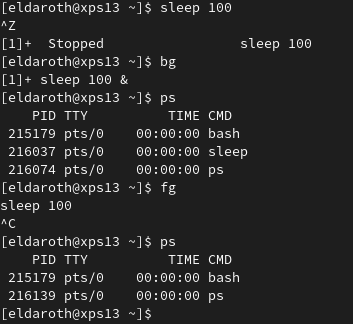 [eldaroth@xps13 ~]$ sleep 100
^Z
[1]+  Stopped                 sleep 100
[eldaroth@xps13 ~]$ bg
[1]+ sleep 100 &
[eldaroth@xps13 ~]$ ps
    PID TTY          TIME CMD
 215179 pts/0    00:00:00 bash
 216037 pts/0    00:00:00 sleep
 216074 pts/0    00:00:00 ps
[eldaroth@xps13 ~]$ fg
sleep 100
^C
[eldaroth@xps13 ~]$ ps
    PID TTY          TIME CMD
 215179 pts/0    00:00:00 bash
 216139 pts/0    00:00:00 ps
[eldaroth@xps13 ~]$